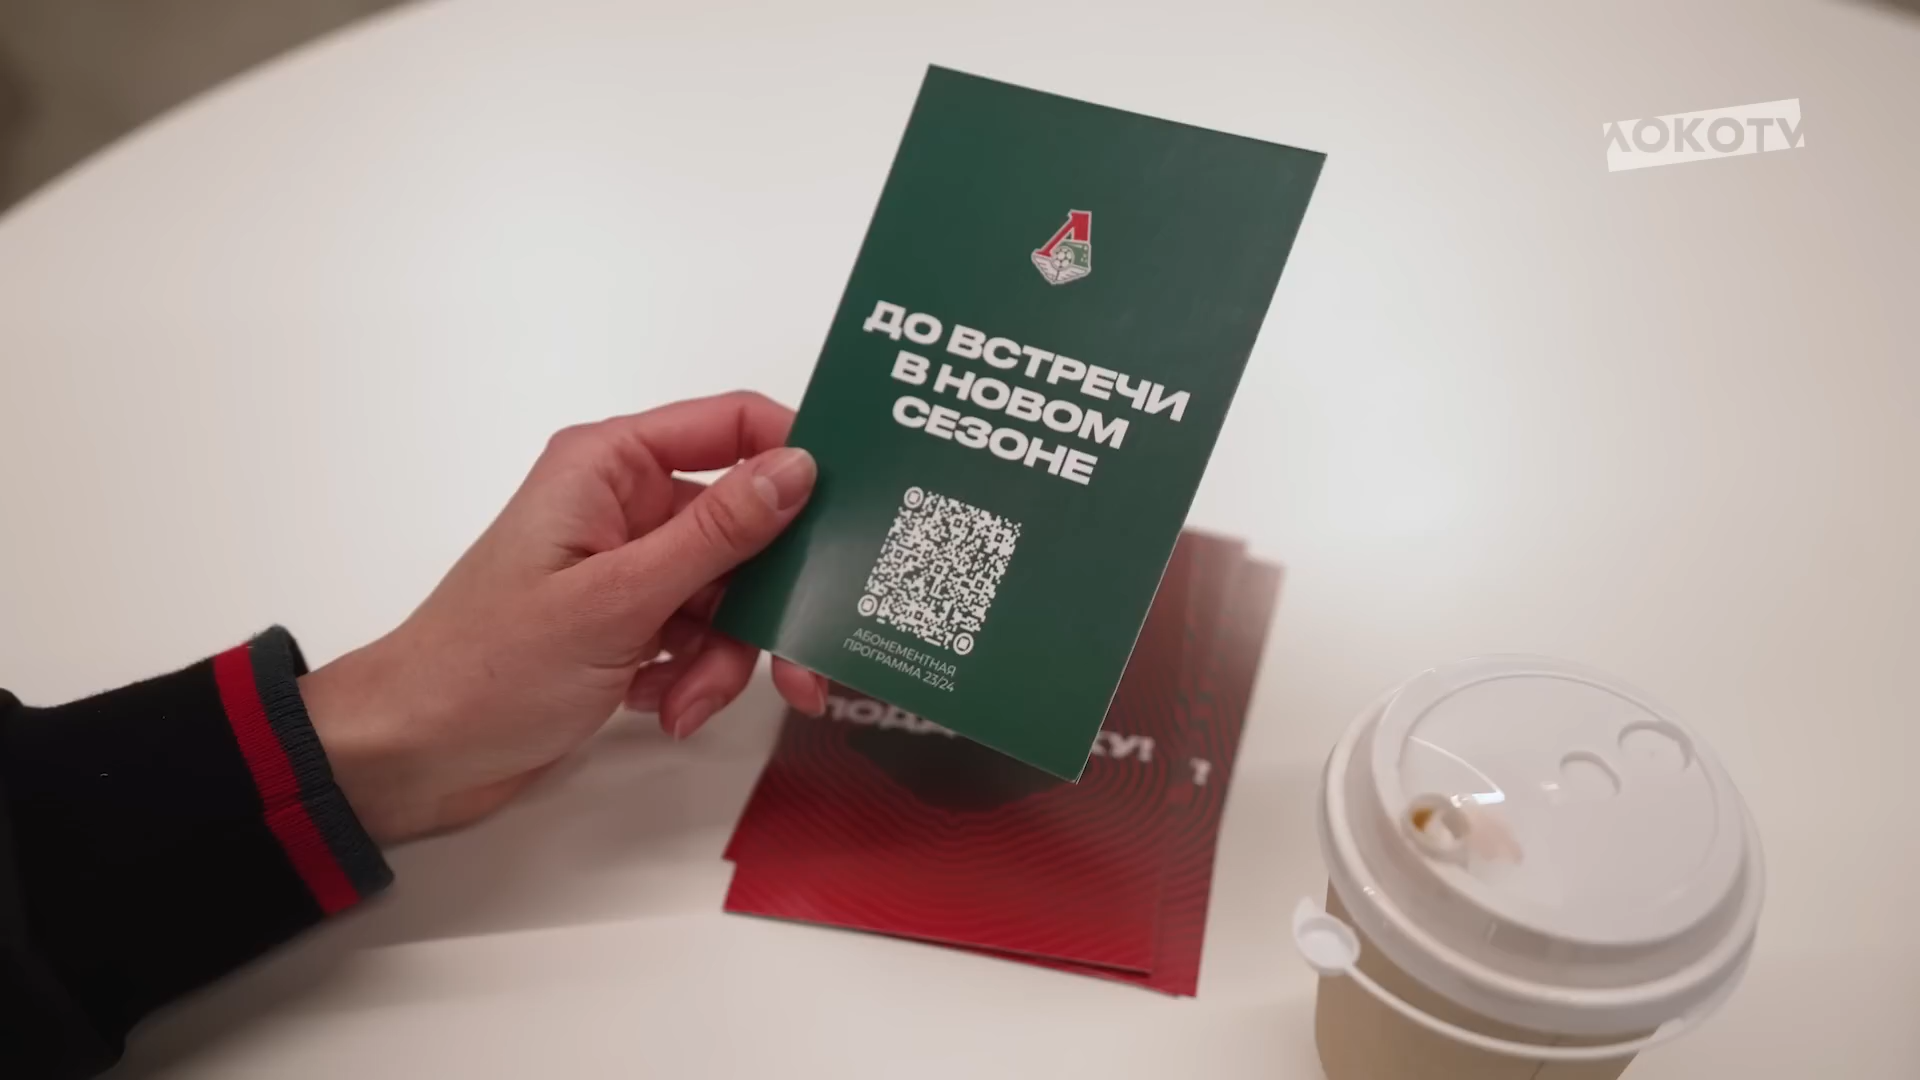 ЛОКОTV
ДО ВСТРЕЧИ
В НОВОМ
СЕЗОНЕ
АБОНЕМЕНТНАЯ
ПРОГРАММА 23/24